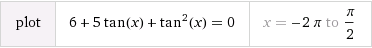 plot 6 + 5 tan(x) + tan²(x) = 0 x = −2 π to π/2